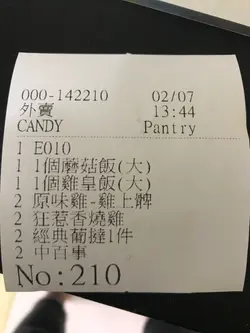 000-142210 02/07
外賣 13:44
CANDY Pantry
1 E010
1 1個蘑菇飯(大)
1 1個雞皇飯(大)
2 原味雞-雞上髀
2 狂惹香燒雞
2 經典葡撻1件
2 中百事
No:210